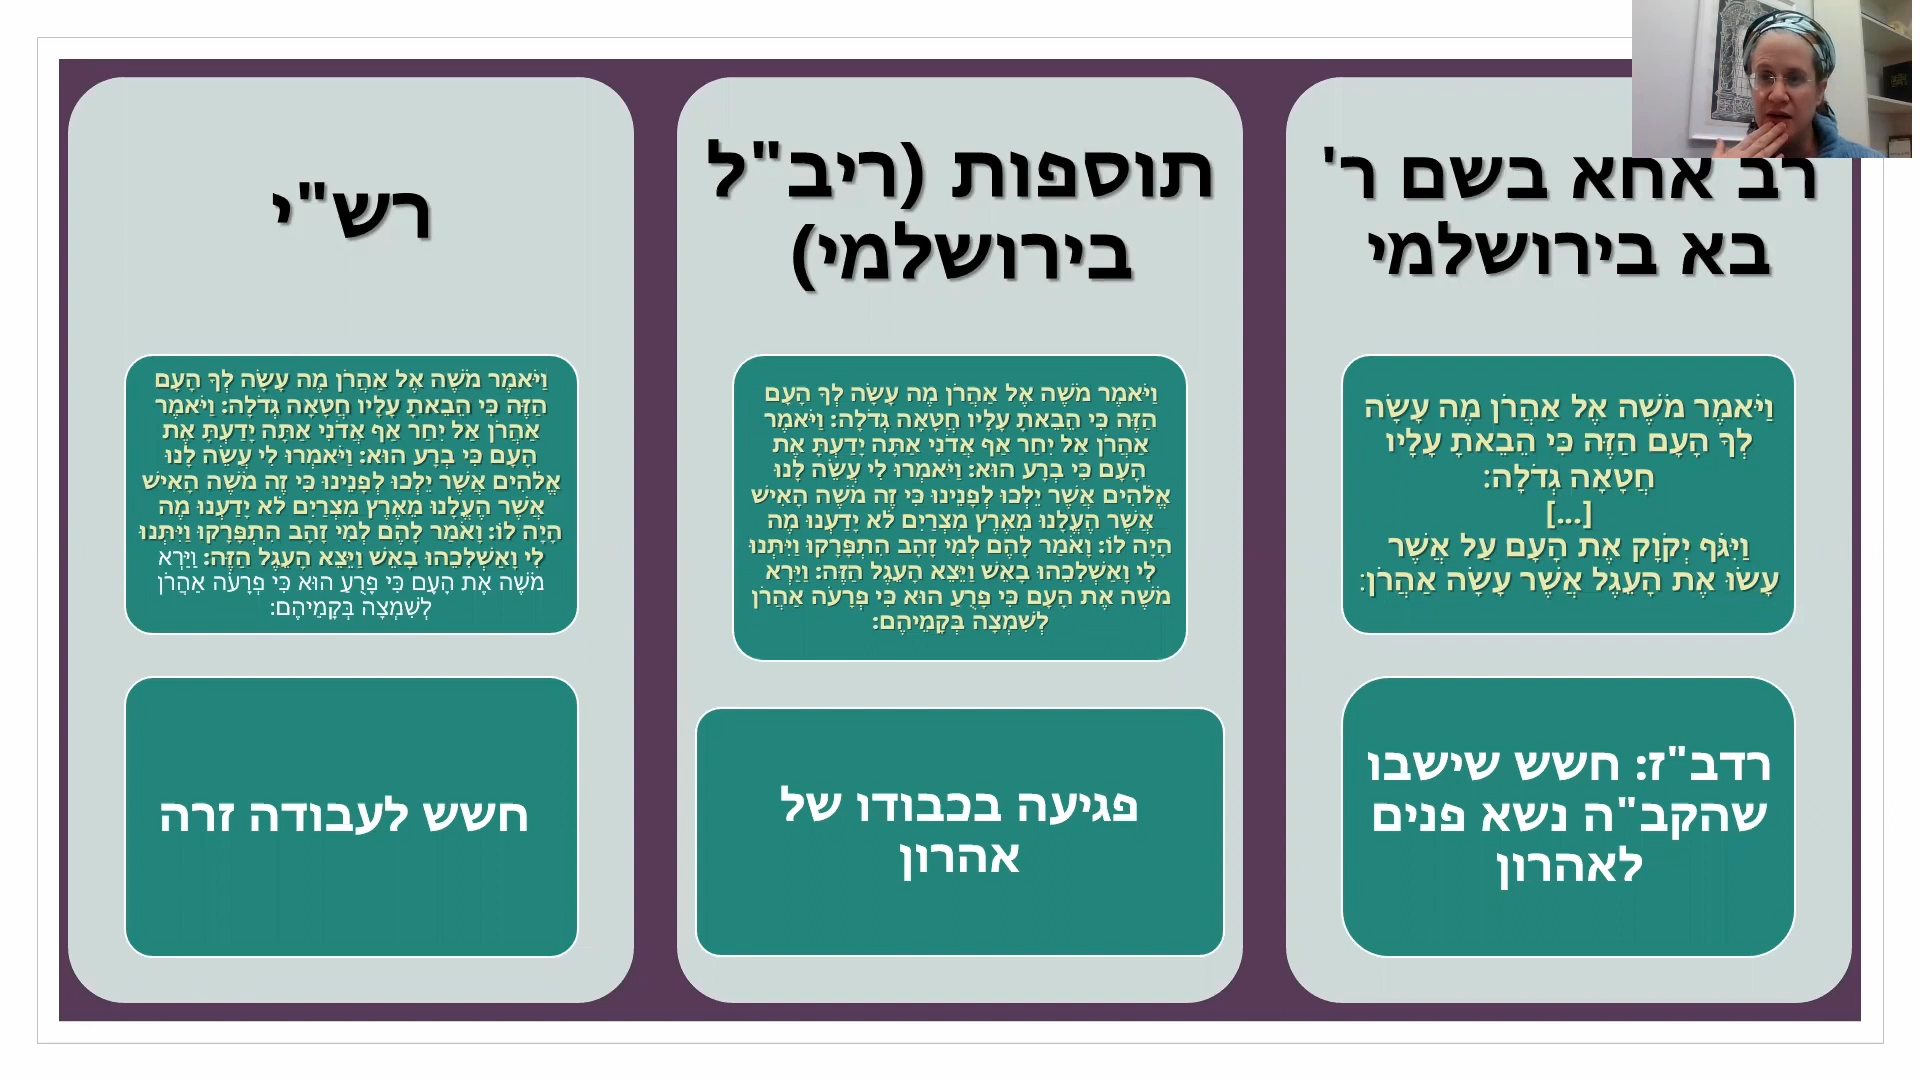 רב אחא בשם ר'
בא בירושלמי
וַיֹּאמֶר מֹשֶׁה אֶל אַהֲרֹן מֶה עָשָׂה
לְךָ הָעָם הַזֶּה כִּי הֵבֵאתָ עָלָיו
חֲטָאָה גְדֹלָה:
[...]
וַיִּגֹּף יְקֹוָק אֶת הָעָם עַל אֲשֶׁר
עָשׂוּ אֶת הָעֵגֶל אֲשֶׁר עָשָׂה אַהֲרֹן:
רדב"ז: חשש שישבו
שהקב"ה נשא פנים
לאהרון
תוספות (ריב"ל
בירושלמי)
וַיֹּאמֶר מֹשֶׁה אֶל אַהֲרֹן מֶה עָשָׂה לְךָ הָעָם
הַזֶּה כִּי הֵבֵאתָ עָלָיו חֲטָאָה גְדֹלָה: וַיֹּאמֶר
אַהֲרֹן אַל יִחַר אַף אֲדֹנִי אַתָּה יָדַעְתָּ אֶת
הָעָם כִּי בְרָע הוּא: וַיֹּאמְרוּ לִי עֲשֵׂה לָנוּ
אֱלֹהִים אֲשֶׁר יֵלְכוּ לְפָנֵינוּ כִּי זֶה מֹשֶׁה הָאִישׁ
אֲשֶׁר הֶעֱלָנוּ מֵאֶרֶץ מִצְרַיִם לֹא יָדַעְנוּ מֶה
הָיָה לוֹ: וָאֹמַר לָהֶם לְמִי זָהָב הִתְפָּרָקוּ וַיִּתְּנוּ
לִי וָאַשְׁלִכֵהוּ בָאֵשׁ וַיֵּצֵא הָעֵגֶל הַזֶּה: וַיַּרְא
מֹשֶׁה אֶת הָעָם כִּי פָרֻעַ הוּא כִּי פְרָעֹה אַהֲרֹן
לְשִׁמְצָה בְּקָמֵיהֶם:
פגיעה בכבודו של
אהרון
רש"י
וַיֹּאמֶר מֹשֶׁה אֶל אַהֲרֹן מֶה עָשָׂה לְךָ הָעָם
הַזֶּה כִּי הֵבֵאתָ עָלָיו חֲטָאָה גְדֹלָה: וַיֹּאמֶר
אַהֲרֹן אַל יִחַר אַף אֲדֹנִי אַתָּה יָדַעְתָּ אֶת
הָעָם כִּי בְרָע הוּא: וַיֹּאמְרוּ לִי עֲשֵׂה לָנוּ
אֱלֹהִים אֲשֶׁר יֵלְכוּ לְפָנֵינוּ כִּי זֶה מֹשֶׁה הָאִישׁ
אֲשֶׁר הֶעֱלָנוּ מֵאֶרֶץ מִצְרַיִם לֹא יָדַעְנוּ מֶה
הָיָה לוֹ: וָאֹמַר לָהֶם לְמִי זָהָב הִתְפָּרָקוּ וַיִּתְּנוּ
לִי וָאַשְׁלִכֵהוּ בָאֵשׁ וַיֵּצֵא הָעֵגֶל הַזֶּה: וַיַּרְא
מֹשֶׁה אֶת הָעָם כִּי פָרֻעַ הוּא כִּי פְרָעֹה אַהֲרֹן
לְשִׁמְצָה בְּקָמֵיהֶם:
חשש לעבודה זרה